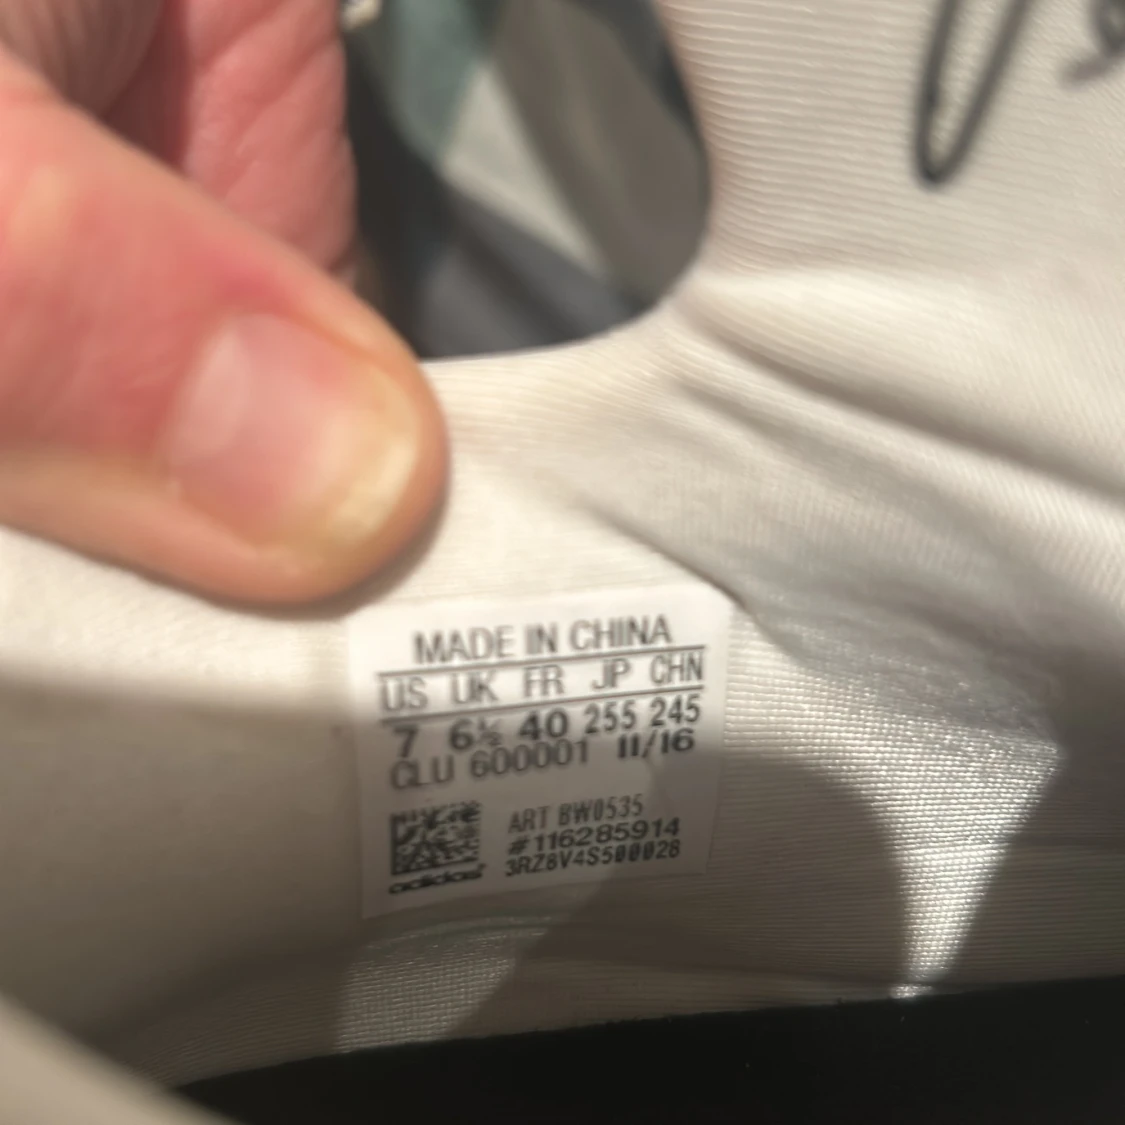 MADE IN CHINA
US UK FR JP CHN
7 6½ 40 255 245
CLU 600001 11/16
ART BW0535
#116285914
3RZ8V4S500028
adidas